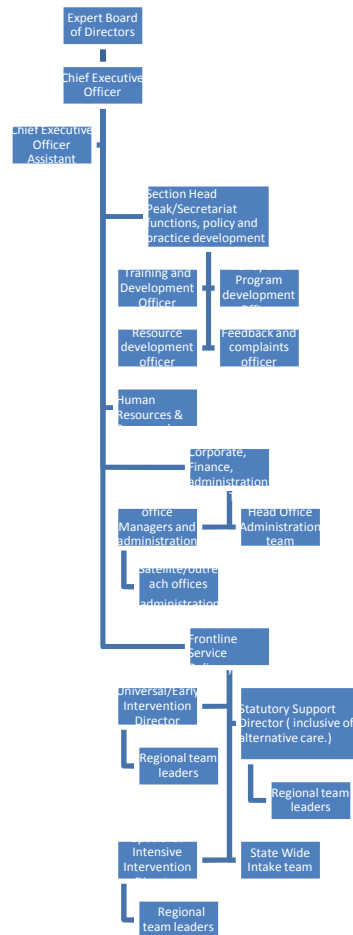 Expert Board
of Directors
Chief Executive
Officer
Chief Executive
Officer
Assistant
Section Head
Peak/Secretariat
functions, policy and
practice development
Training and
Development
Officer
Program
development
Resource
development
officer
Feedback and
complaints
officer
Human
Resources &
Corporate,
Finance,
administration
office
Managers and
administration
Head Office
Administration
team
Satellite/outre
ach offices
administration
Frontline
Service
Universal/Early
Intervention
Director
Statutory Support
Director ( inclusive of
alternative care.)
Regional team
leaders
Regional team
leaders
Intensive
Intervention
State Wide
Intake team
Regional
team leaders